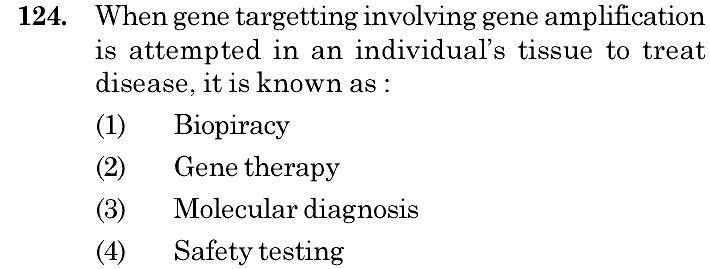 124. When gene targetting involving gene amplification
is attempted in an individual's tissue to treat
disease, it is known as :
(1) Biopiracy
(2) Gene therapy
(3) Molecular diagnosis
(4) Safety testing